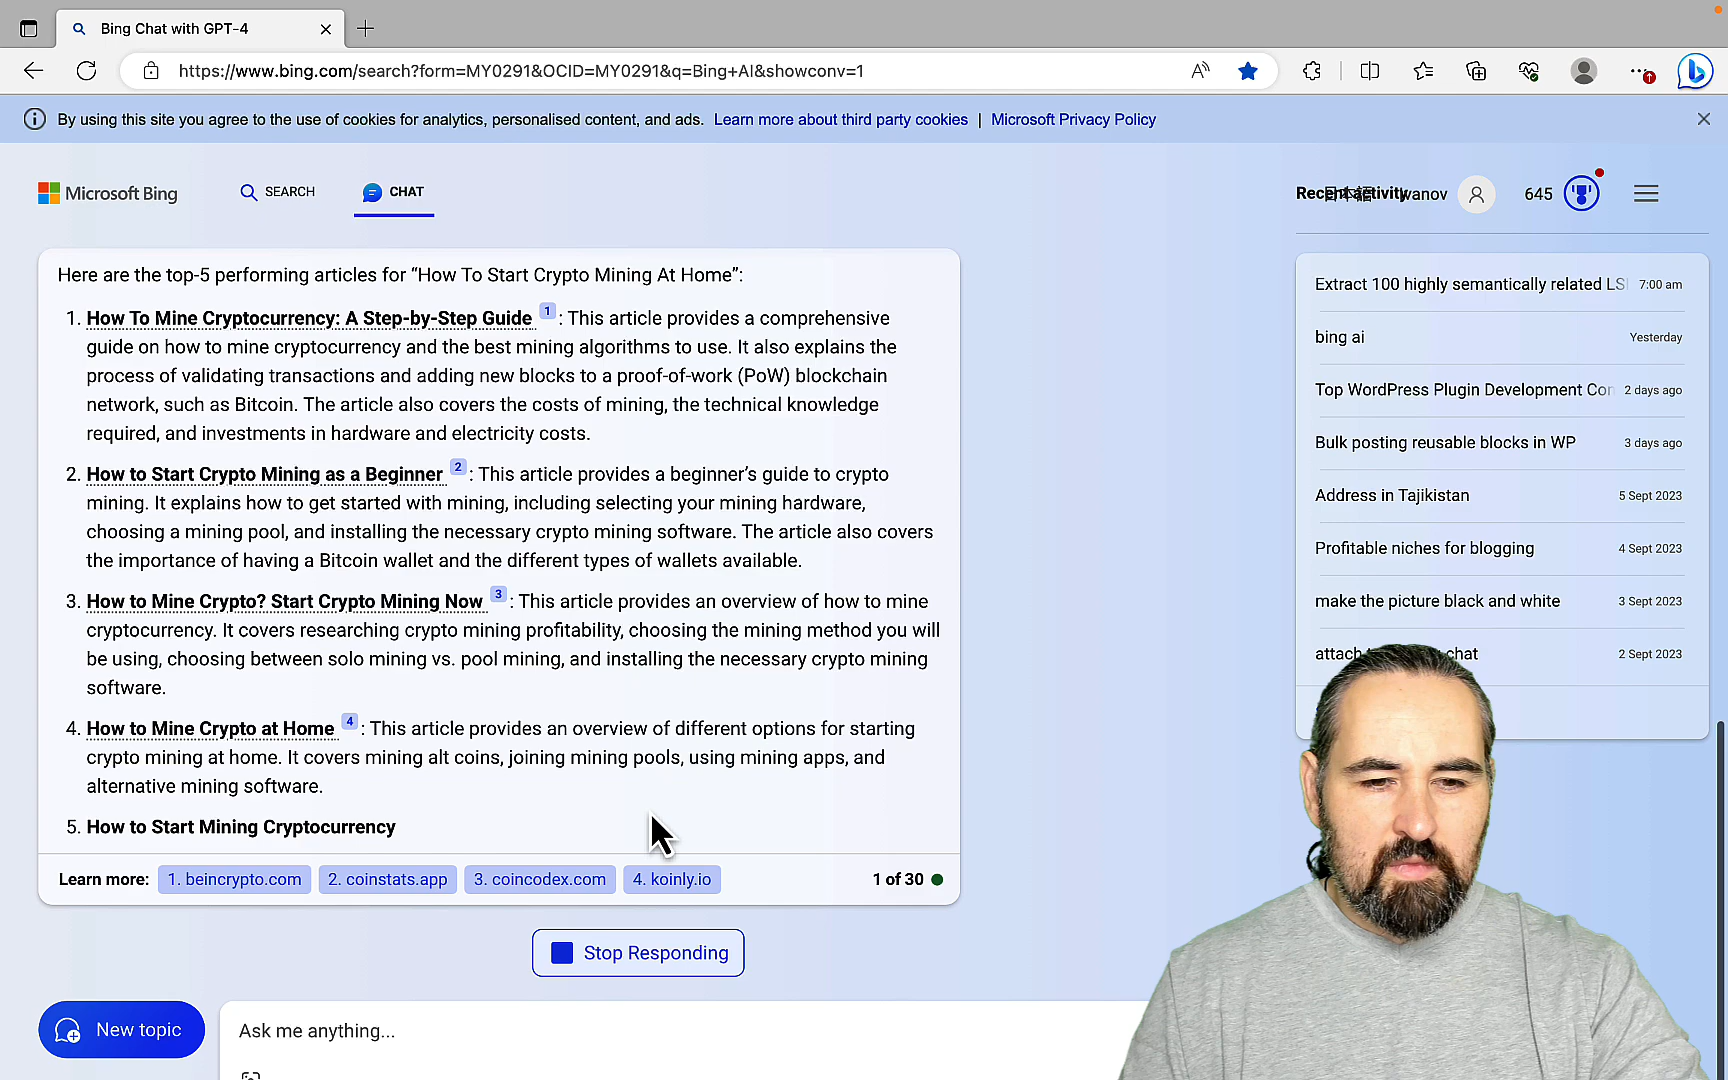 Bing Chat with GPT-4
https://www.bing.com/search?form=MY0291&OCID=MY0291&q=Bing+AI&showconv=1
By using this site you agree to the use of cookies for analytics, personalised content, and ads. Learn more about third party cookies | Microsoft Privacy Policy
Microsoft Bing
SEARCH
CHAT
Recent activity
日本語
wanov
645
Here are the top-5 performing articles for “How To Start Crypto Mining At Home”:
1. How To Mine Cryptocurrency: A Step-by-Step Guide 1 : This article provides a comprehensive
guide on how to mine cryptocurrency and the best mining algorithms to use. It also explains the
process of validating transactions and adding new blocks to a proof-of-work (PoW) blockchain
network, such as Bitcoin. The article also covers the costs of mining, the technical knowledge
required, and investments in hardware and electricity costs.
2. How to Start Crypto Mining as a Beginner 2 : This article provides a beginner’s guide to crypto
mining. It explains how to get started with mining, including selecting your mining hardware,
choosing a mining pool, and installing the necessary crypto mining software. The article also covers
the importance of having a Bitcoin wallet and the different types of wallets available.
3. How to Mine Crypto? Start Crypto Mining Now 3 : This article provides an overview of how to mine
cryptocurrency. It covers researching crypto mining profitability, choosing the mining method you will
be using, choosing between solo mining vs. pool mining, and installing the necessary crypto mining
software.
4. How to Mine Crypto at Home 4 : This article provides an overview of different options for starting
crypto mining at home. It covers mining alt coins, joining mining pools, using mining apps, and
alternative mining software.
5. How to Start Mining Cryptocurrency
Learn more: 1. beincrypto.com 2. coinstats.app 3. coincodex.com 4. koinly.io 1 of 30
Stop Responding
New topic
Ask me anything...
Extract 100 highly semantically related LSI 7:00 am
bing ai Yesterday
Top WordPress Plugin Development Con 2 days ago
Bulk posting reusable blocks in WP 3 days ago
Address in Tajikistan 5 Sept 2023
Profitable niches for blogging 4 Sept 2023
make the picture black and white 3 Sept 2023
attach chat 2 Sept 2023